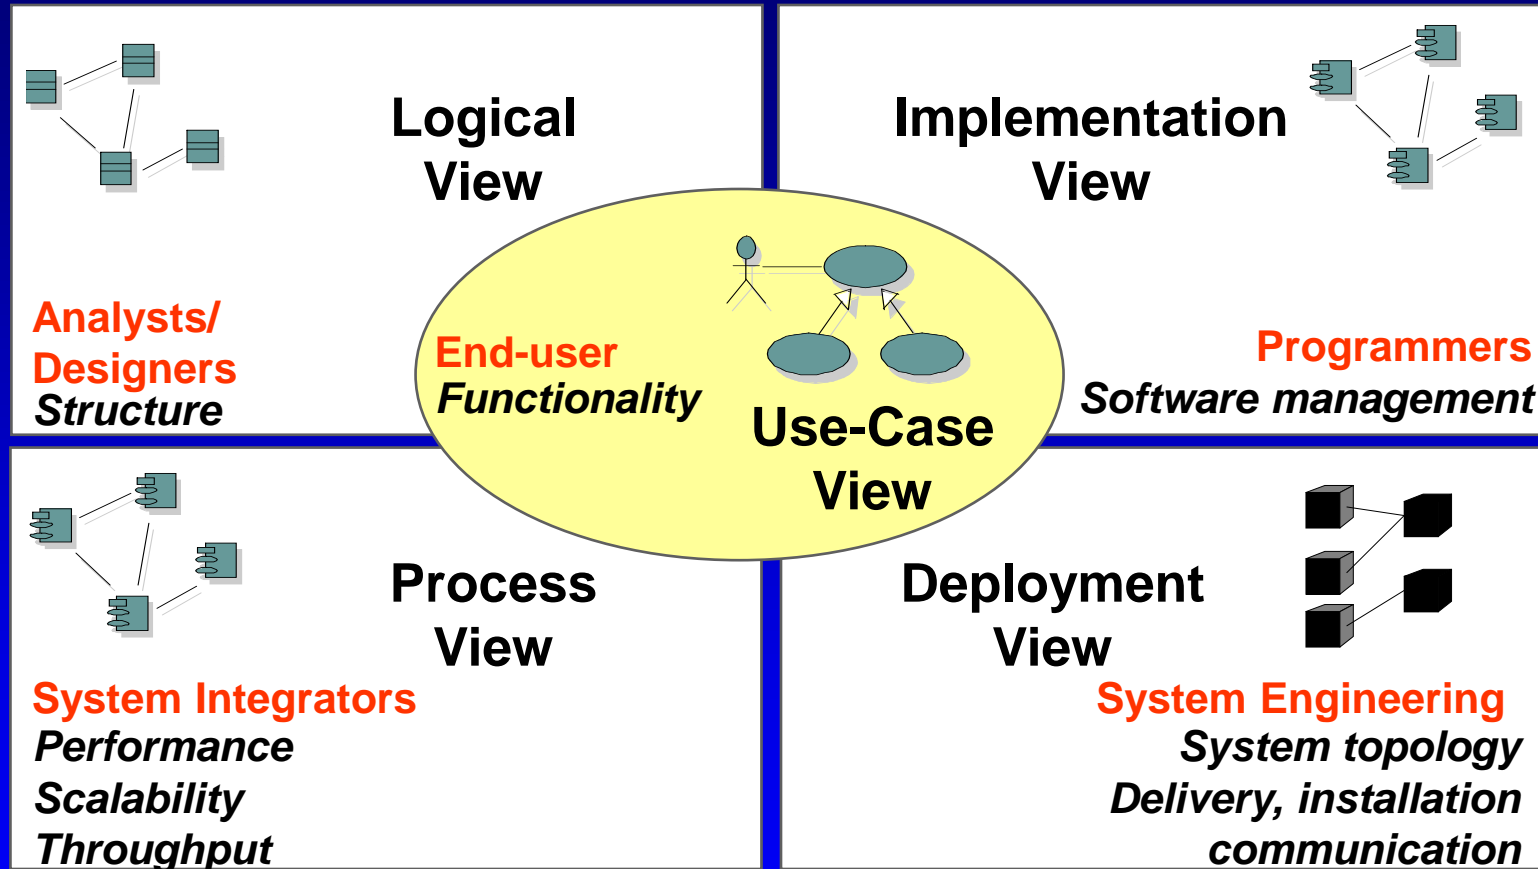 Logical
View
Analysts/
Designers
Structure
Implementation
View
Programmers
Software management
End-user
Functionality
Use-Case
View
Process
View
System Integrators
Performance
Scalability
Throughput
Deployment
View
System Engineering
System topology
Delivery, installation
communication